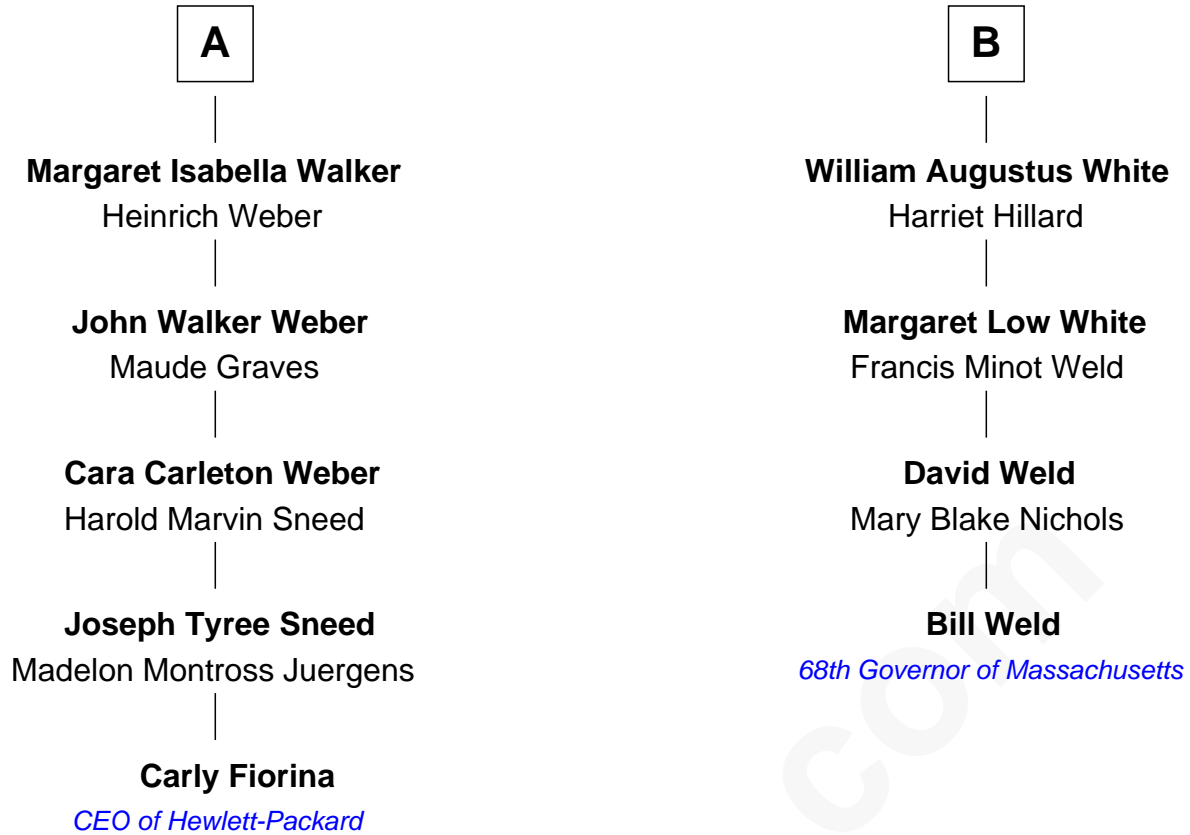 A
Margaret Isabella Walker
Heinrich Weber
John Walker Weber
Maude Graves
Cara Carleton Weber
Harold Marvin Sneed
Joseph Tyree Sneed
Madelon Montross Juergens
Carly Fiorina
CEO of Hewlett-Packard
B
William Augustus White
Harriet Hillard
Margaret Low White
Francis Minot Weld
David Weld
Mary Blake Nichols
Bill Weld
68th Governor of Massachusetts
com